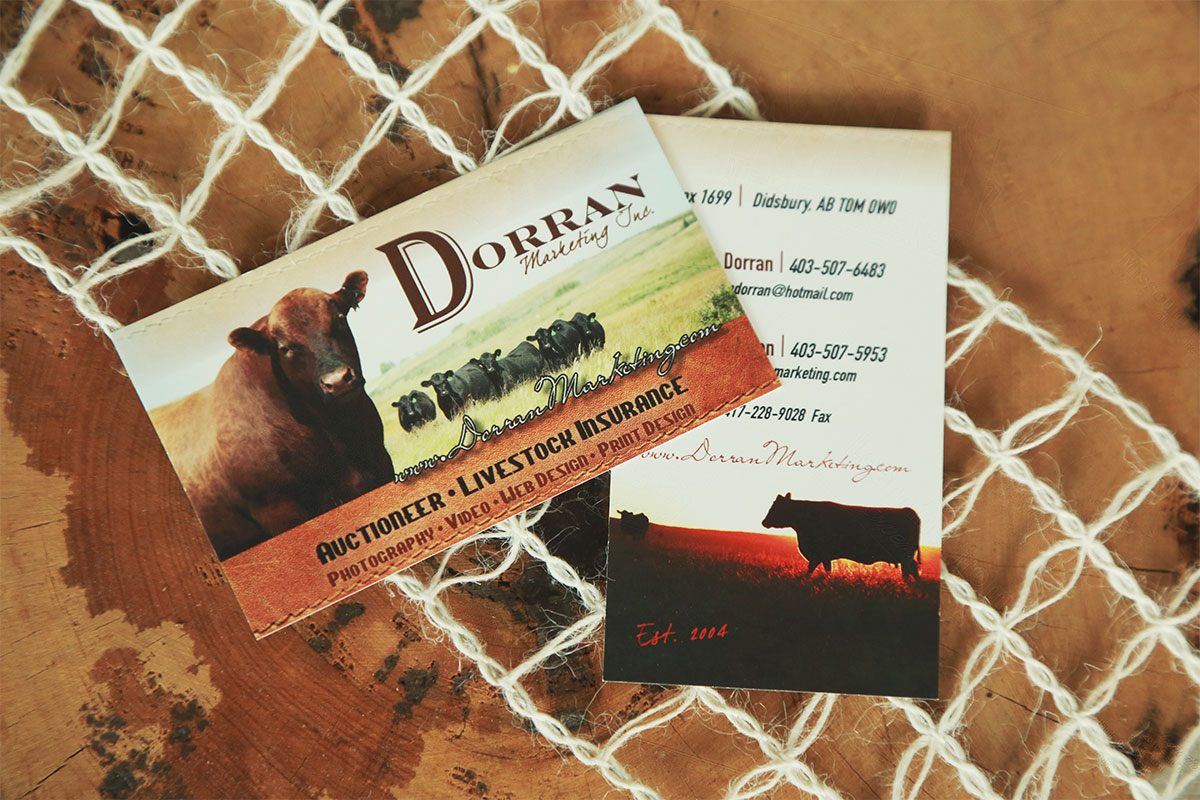 DORRAN
Marketing Inc.
www.DorranMarketing.com
AUCTIONEER • LIVESTOCK INSURANCE
PHOTOGRAPHY • VIDEO • WEB DESIGN • PRINT DESIGN
1699 | Didsbury, AB T0M 0W0
Dorran | 403-507-6483
dorran@hotmail.com
| 403-507-5953
marketing.com
17-228-9028 Fax
www.DorranMarketing.com
Est. 2004